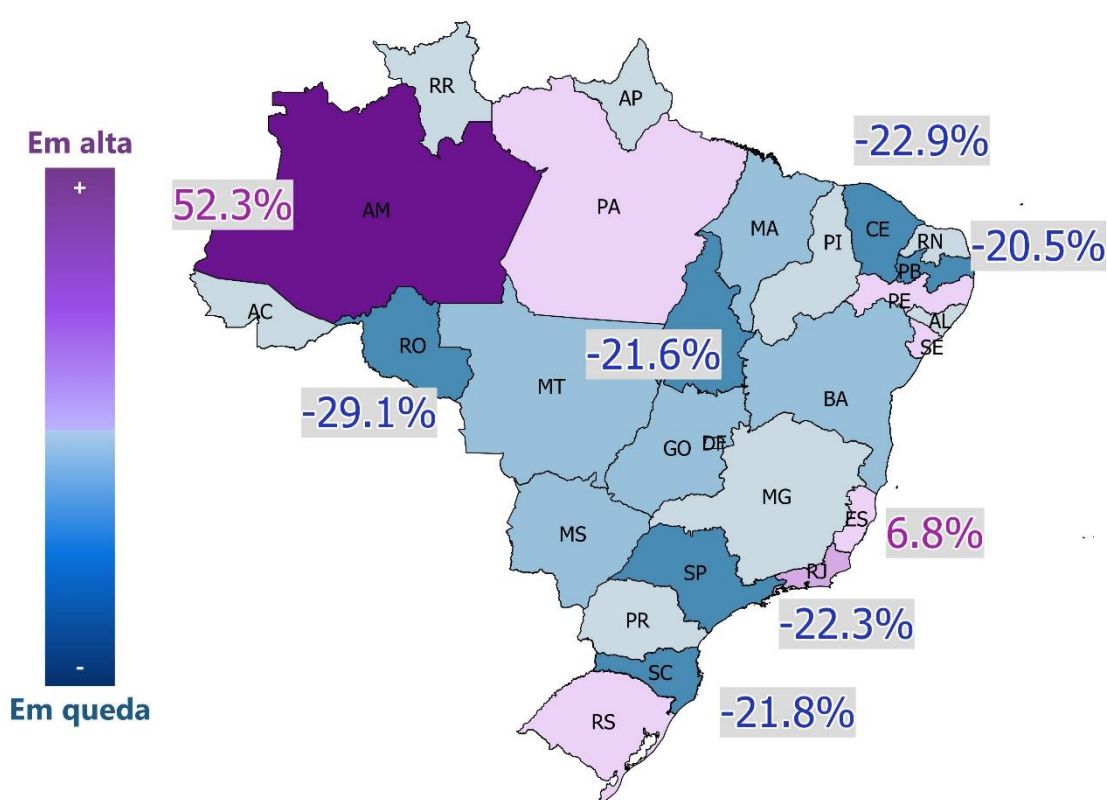 Em alta
+
-
Em queda
RR
AP
-22.9%
52.3%
AM
PA
MA
PI
CE
RN
-20.5%
PB
PE
AL
SE
AC
RO
-21.6%
MT
BA
-29.1%
GO
DF
MG
ES
6.8%
MS
SP
RJ
-22.3%
PR
SC
-21.8%
RS